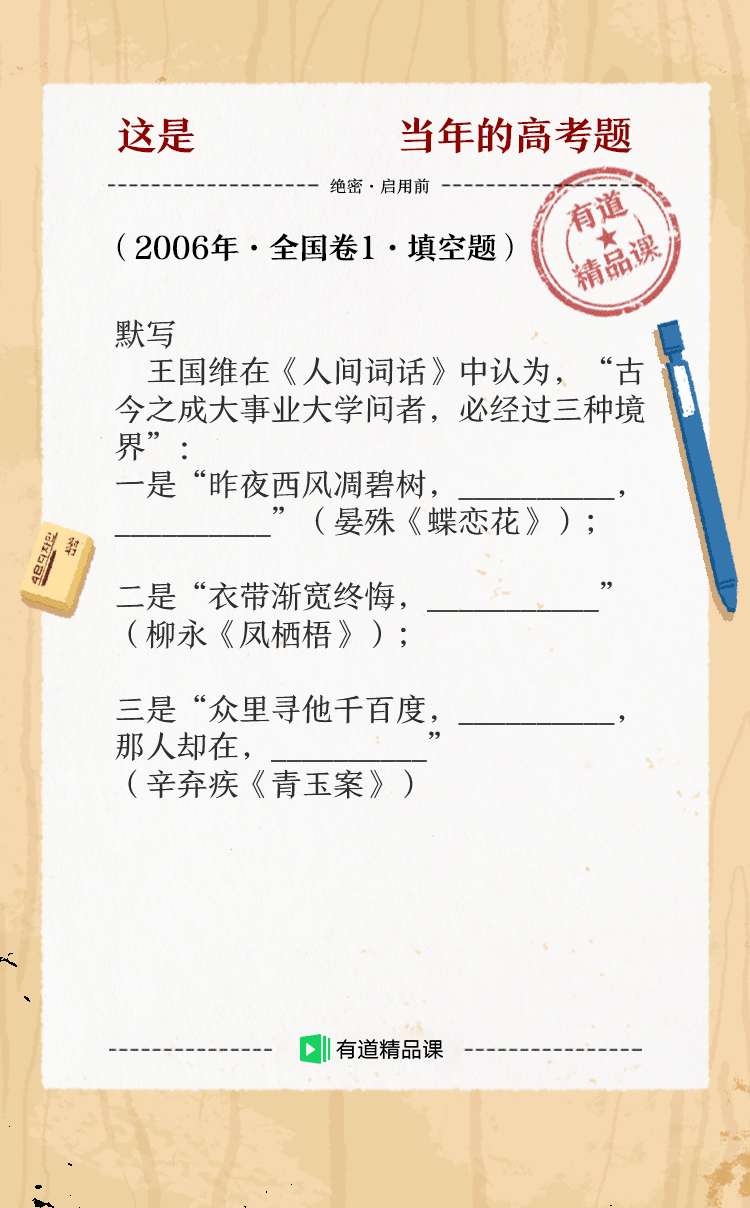 这是 当年的高考题
绝密·启用前
(2006年·全国卷1·填空题)
有道
精品课
默写
王国维在《人间词话》中认为，“古
今之成大事业大学问者，必经过三种境
界”：
一是“昨夜西风凋碧树，__________，
__________”（晏殊《蝶恋花》）；
二是“衣带渐宽终悔，___________”
（柳永《凤栖梧》）；
三是“众里寻他千百度，__________，
那人却在，__________”
（辛弃疾《青玉案》）
有道精品课